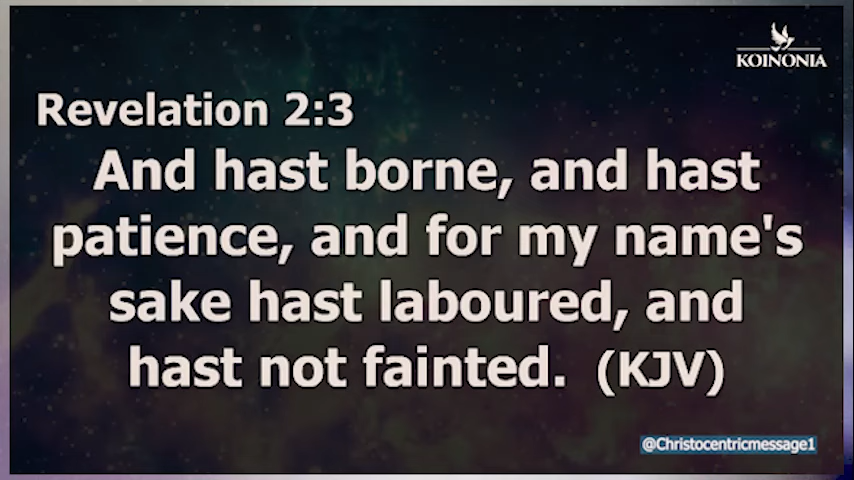 KOINONIA
Revelation 2:3
And hast borne, and hast
patience, and for my name's
sake hast laboured, and
hast not fainted. (KJV)
@Christocentricmessage1